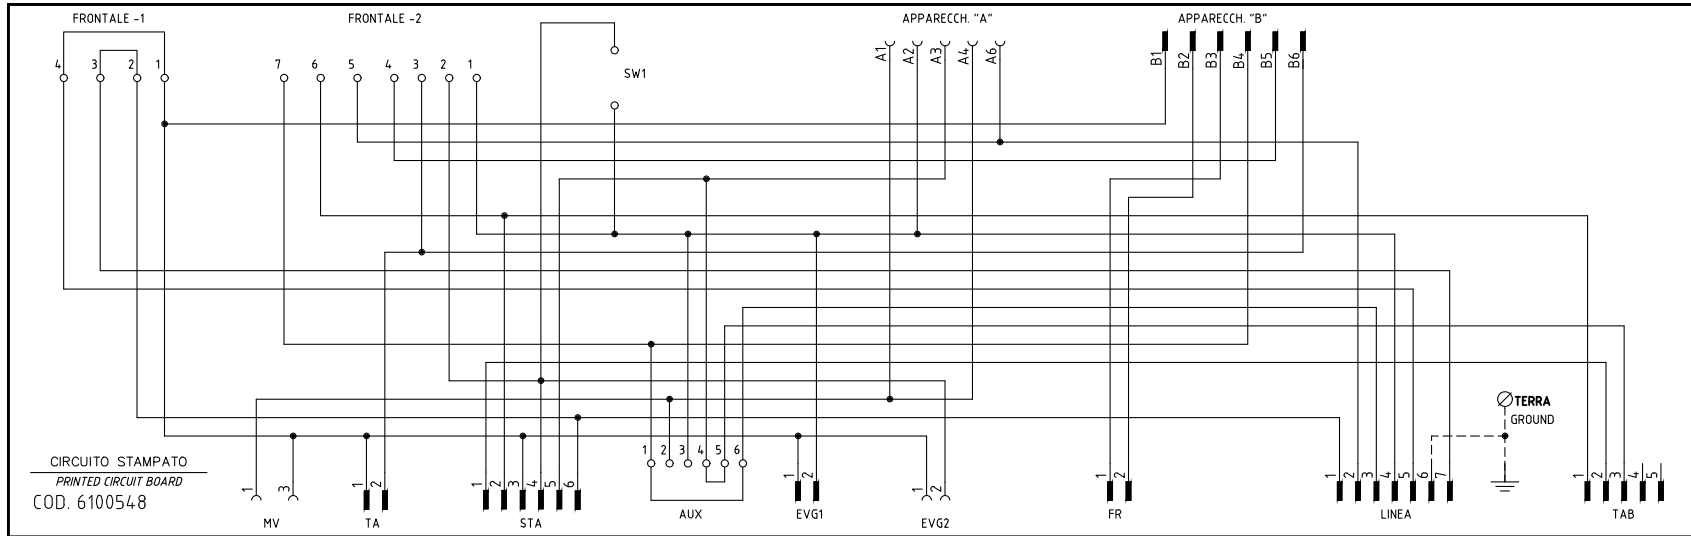 FRONTALE -1 FRONTALE -2 APPARECCH. "A" APPARECCH. "B"
4 3 2 1 7 6 5 4 3 2 1 SW1 A1 A2 A3 A4 A6 B1 B2 B3 B4 B5 B6
TERRA
GROUND
1 2 3 4 5 6
CIRCUITO STAMPATO
PRINTED CIRCUIT BOARD
COD. 6100548
1 3 1 2 1 2 3 4 5 6 1 2 1 2 1 2 1 2 3 4 5 6 7 1 2 3 4 5
MV TA STA AUX EVG1 EVG2 FR LINEA TAB